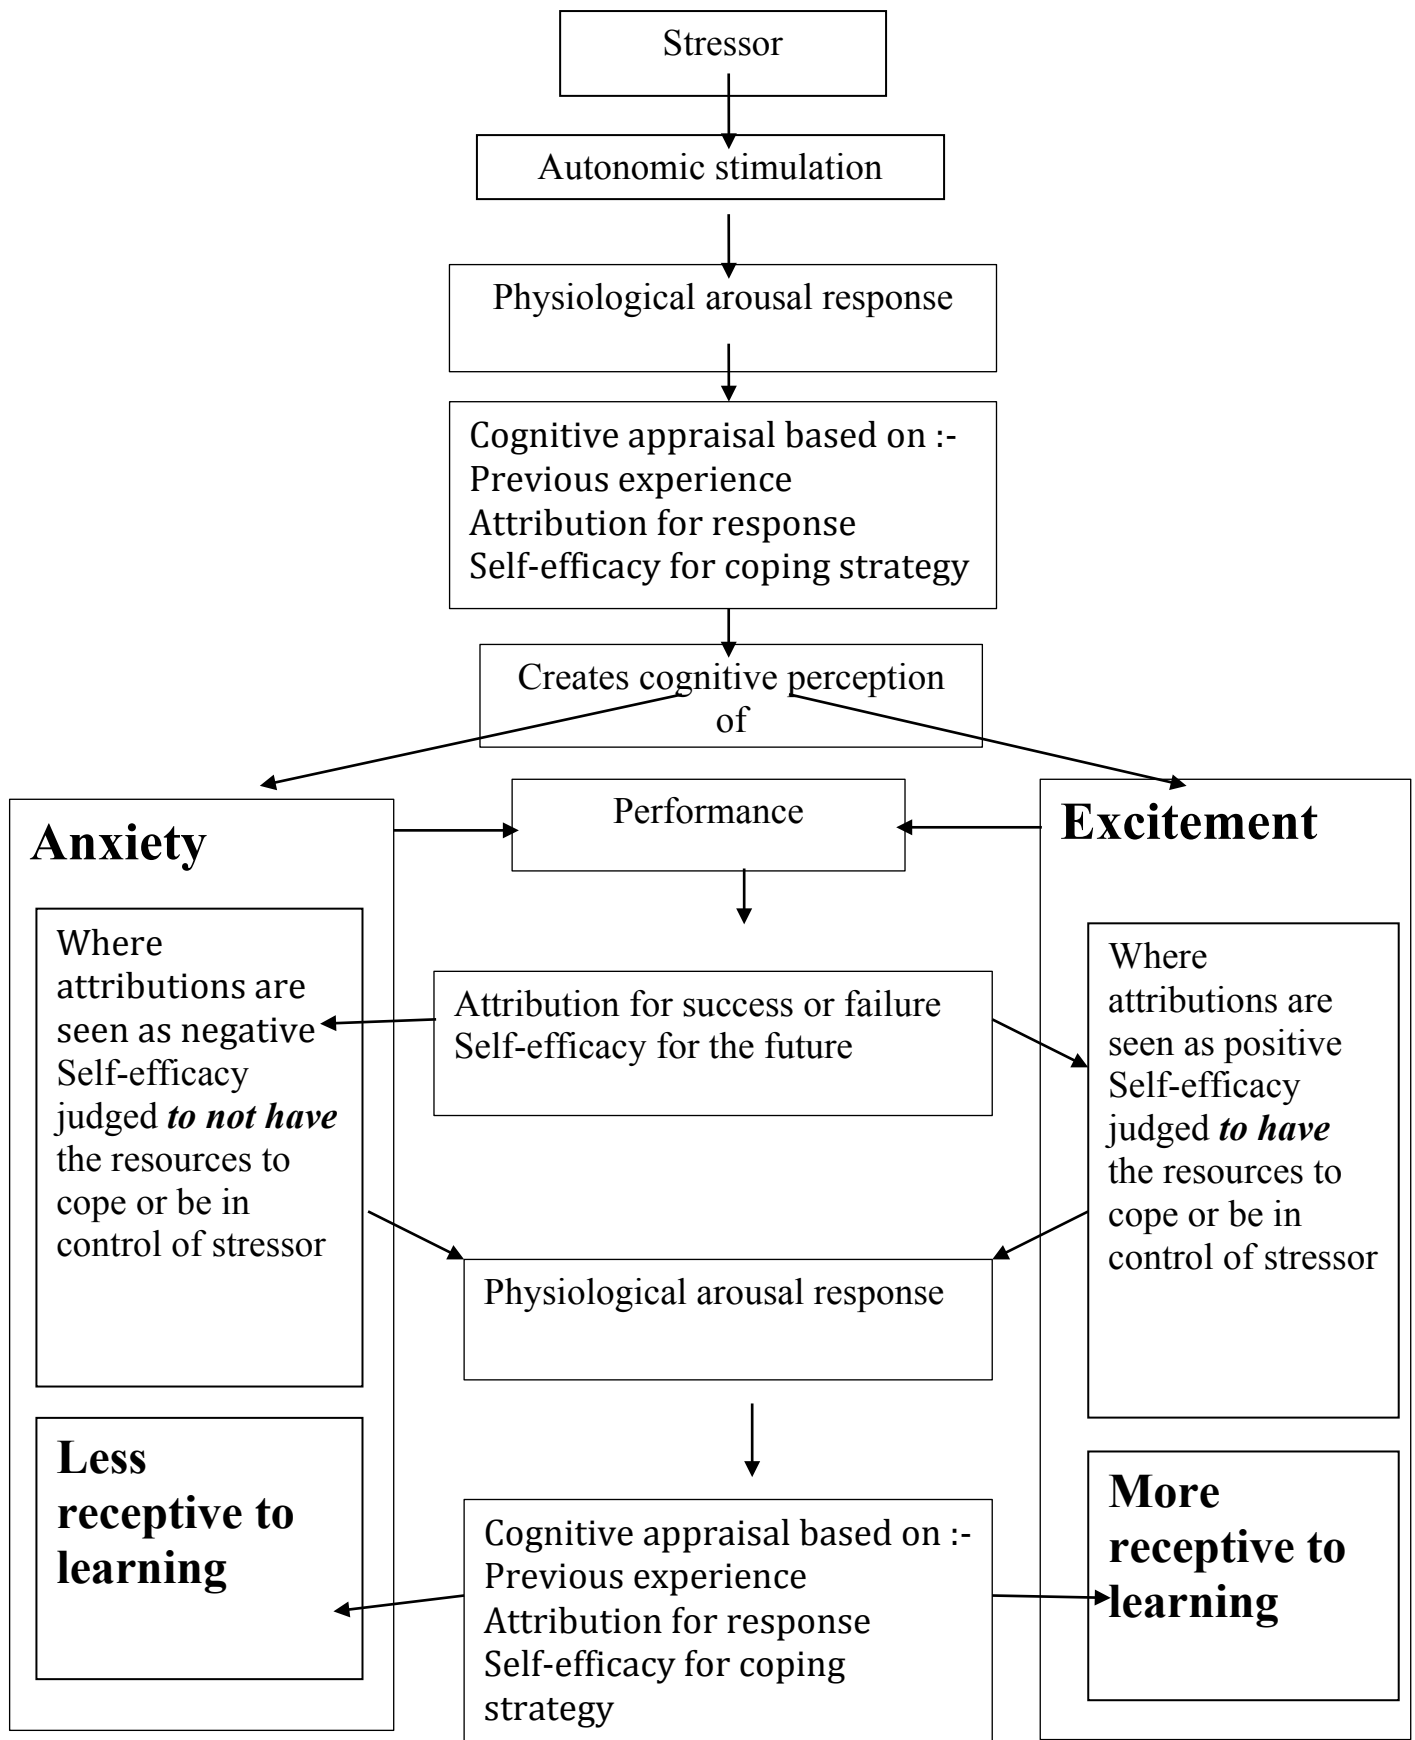 Stressor
Autonomic stimulation
Physiological arousal response
Cognitive appraisal based on :-
Previous experience
Attribution for response
Self-efficacy for coping strategy
Creates cognitive perception
of
Anxiety
Performance
Excitement
Where
attributions are
seen as negative
Self-efficacy
judged to not have
the resources to
cope or be in
control of stressor
Attribution for success or failure
Self-efficacy for the future
Where
attributions are
seen as positive
Self-efficacy
judged to have
the resources to
cope or be in
control of stressor
Physiological arousal response
Less
receptive to
learning
Cognitive appraisal based on :-
Previous experience
Attribution for response
Self-efficacy for coping
strategy
More
receptive to
learning